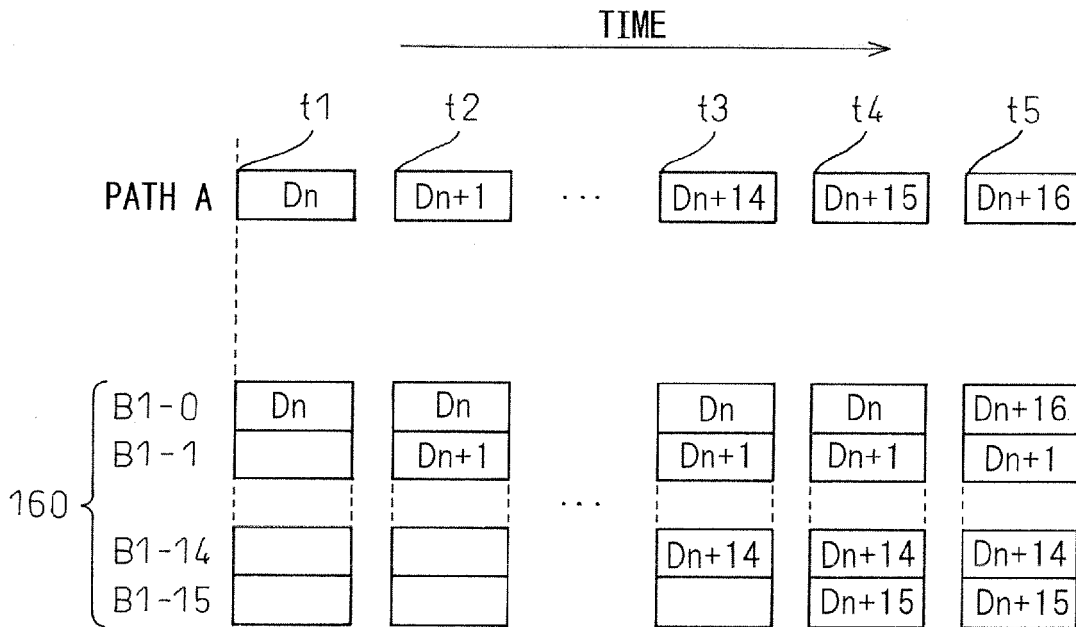 TIME
t1 t2 t3 t4 t5
PATH A Dn Dn+1 ... Dn+14 Dn+15 Dn+16
B1-0 Dn Dn Dn Dn Dn+16
B1-1 Dn+1 Dn+1 Dn+1 Dn+1
160 ...
B1-14 Dn+14 Dn+14 Dn+14
B1-15 Dn+15 Dn+15